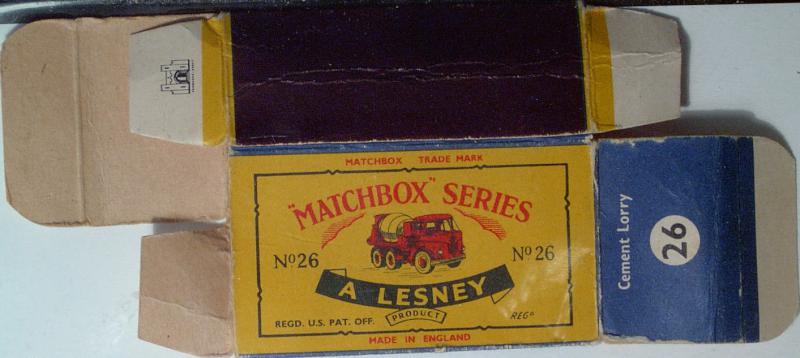 MATCHBOX TRADE MARK
"MATCHBOX" SERIES
No26
No26
A LESNEY
PRODUCT
REGD. U.S. PAT. OFF.
REGD
MADE IN ENGLAND
Cement Lorry
26